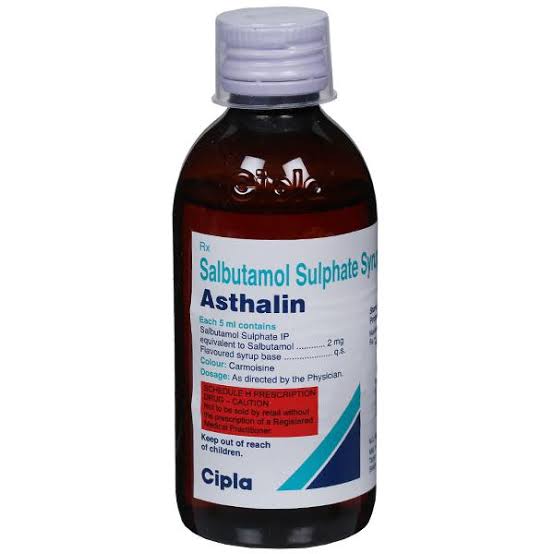 Cipla
Rx
Salbutamol Sulphate
Asthalin
Each 5 ml contains
Salbutamol Sulphate IP
equivalent to Salbutamol ............ 2 mg
Flavoured syrup base .................... q.s.
Colour: Carmoisine
Dosage: As directed by the Physician.
SCHEDULE H PRESCRIPTION
DRUG – CAUTION
Not to be sold by retail without
the prescription of a Registered
Medical Practitioner.
Keep out of reach
of children.
Cipla